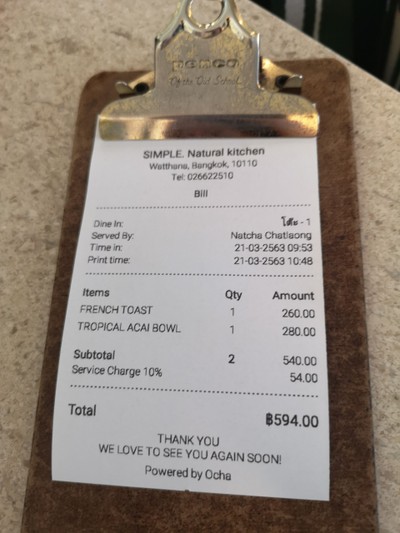 PENCO
SIMPLE. Natural kitchen
Watthana, Bangkok, 10110
Tel: 026622510
Bill
Dine In: โต๊ะ - 1
Served By: Natcha Chatlaong
Time in: 21-03-2563 09:53
Print time: 21-03-2563 10:48
Items Qty Amount
FRENCH TOAST 1 260.00
TROPICAL ACAI BOWL 1 280.00
Subtotal 2 540.00
Service Charge 10% 54.00
Total ฿594.00
THANK YOU
WE LOVE TO SEE YOU AGAIN SOON!
Powered by Ocha